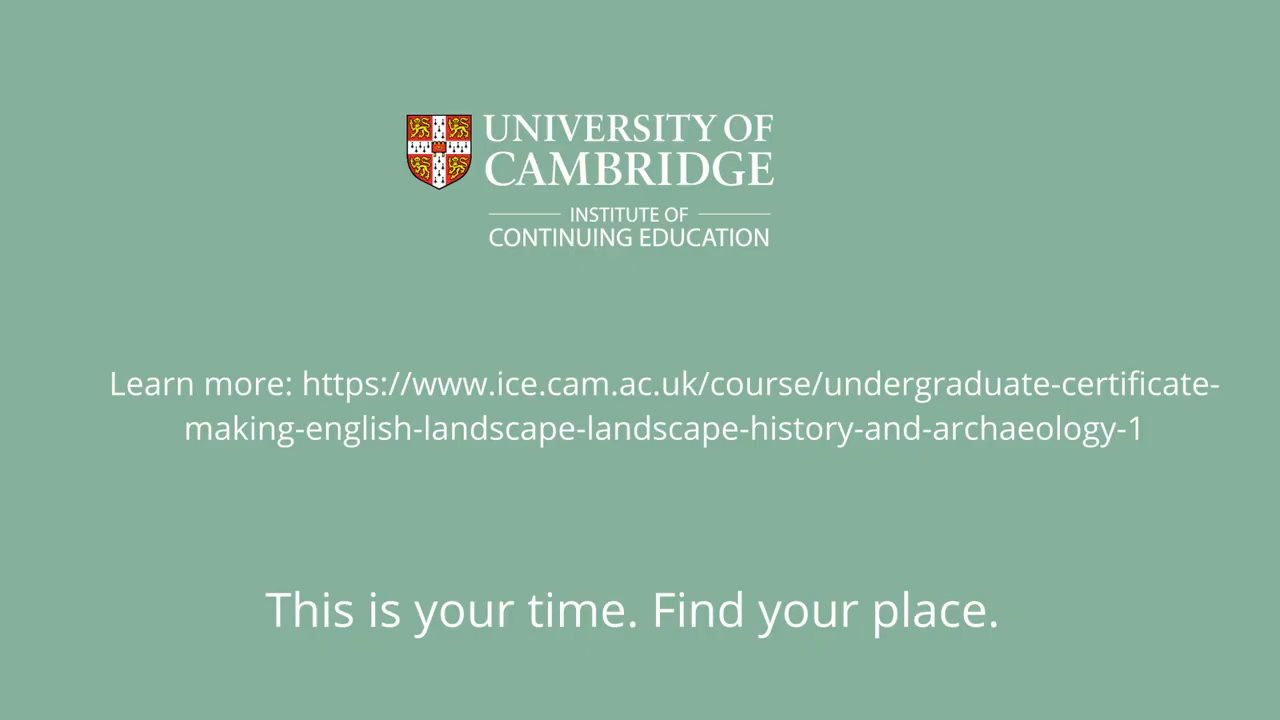 UNIVERSITY OF
CAMBRIDGE
INSTITUTE OF
CONTINUING EDUCATION
Learn more: https://www.ice.cam.ac.uk/course/undergraduate-certificate-
making-english-landscape-landscape-history-and-archaeology-1
This is your time. Find your place.